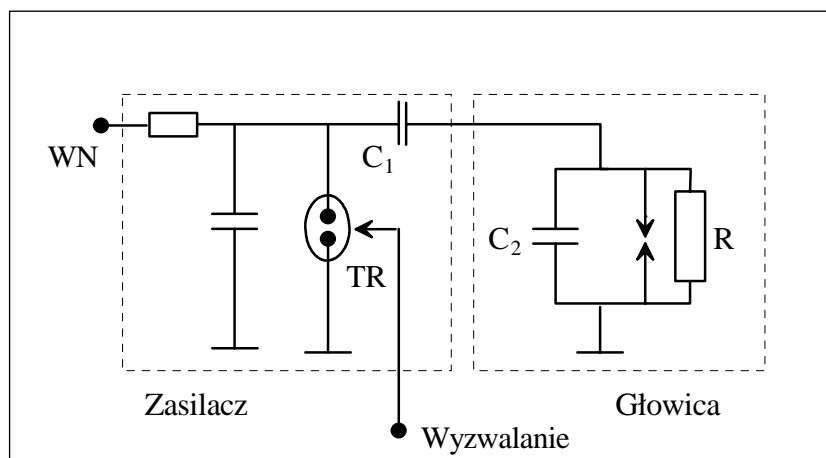 WN
C₁
TR
C₂
R
Zasilacz
Głowica
Wyzwalanie